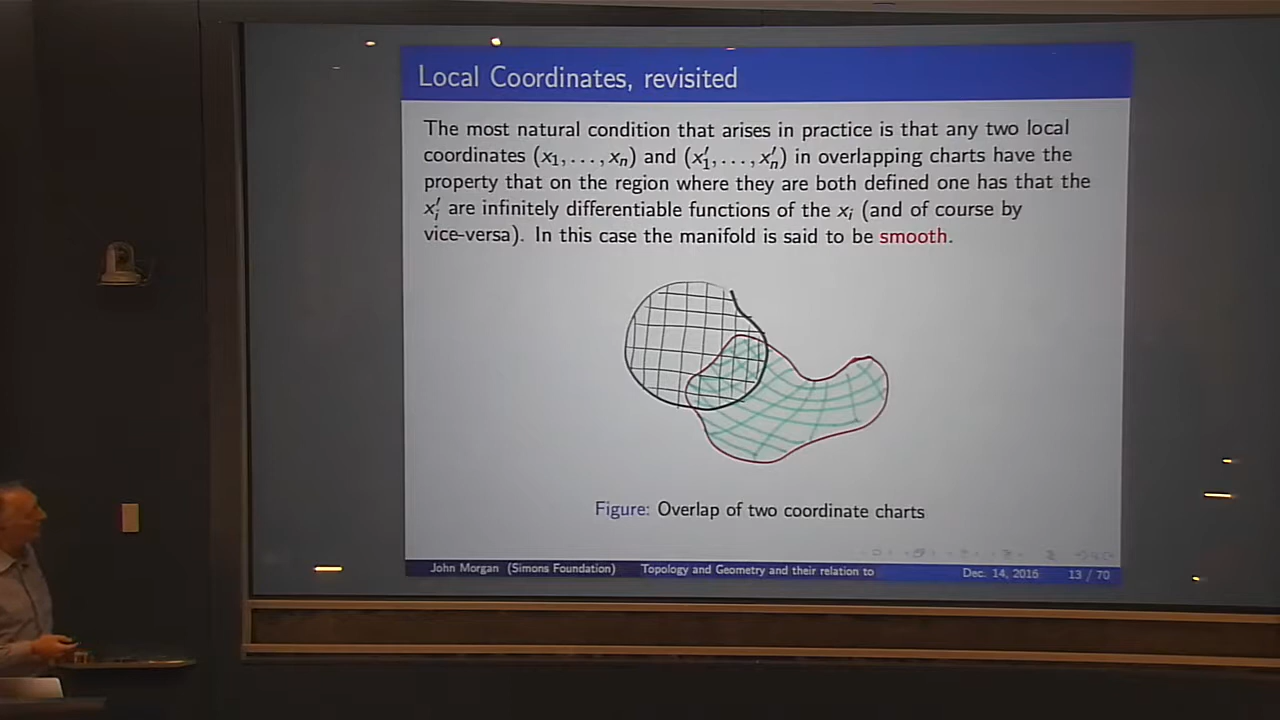 Local Coordinates, revisited
The most natural condition that arises in practice is that any two local
coordinates (x₁, . . . , xₙ) and (x′₁, . . . , x′ₙ) in overlapping charts have the
property that on the region where they are both defined one has that the
x′ᵢ are infinitely differentiable functions of the xᵢ (and of course by
vice-versa). In this case the manifold is said to be smooth.
Figure: Overlap of two coordinate charts
John Morgan (Simons Foundation) Topology and Geometry and their relation to Dec. 14, 2016 13 / 70